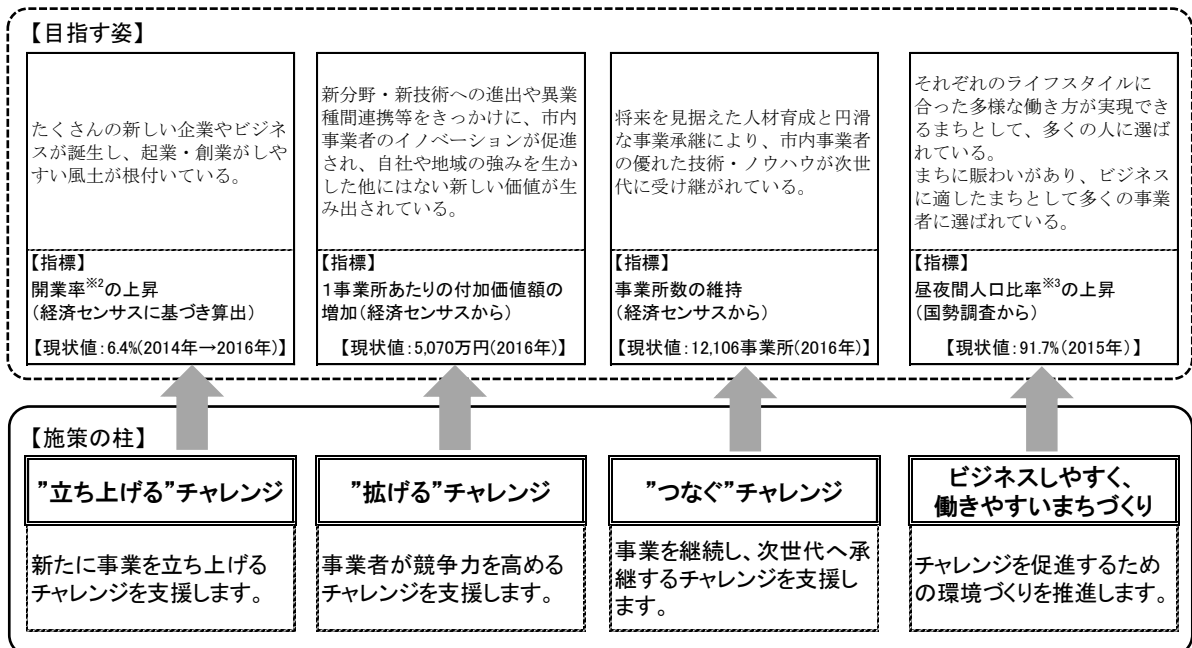 【目指す姿】
たくさんの新しい企業やビジネ
スが誕生し、起業・創業がしや
すい風土が根付いている。
【指標】
開業率※2の上昇
（経済センサスに基づき算出）
【現状値：6.4%(2014年→2016年)】
新分野・新技術への進出や異業
種間連携等をきっかけに、市内
事業者のイノベーションが促進
され、自社や地域の強みを生か
した他にはない新しい価値が生
み出されている。
【指標】
１事業所あたりの付加価値額の
増加（経済センサスから）
【現状値：5,070万円(2016年)】
将来を見据えた人材育成と円滑
な事業承継により、市内事業者
の優れた技術・ノウハウが次世
代に受け継がれている。
【指標】
事業所数の維持
（経済センサスから）
【現状値：12,106事業所(2016年)】
それぞれのライフスタイルに
合った多様な働き方が実現でき
るまちとして、多くの人に選ば
れている。
まちに賑わいがあり、ビジネス
に適したまちとして多くの事業
者に選ばれている。
【指標】
昼夜間人口比率※3の上昇
（国勢調査から）
【現状値：91.7%(2015年)】
【施策の柱】
”立ち上げる”チャレンジ
新たに事業を立ち上げる
チャレンジを支援します。
”拡げる”チャレンジ
事業者が競争力を高める
チャレンジを支援します。
”つなぐ”チャレンジ
事業を継続し、次世代へ承
継するチャレンジを支援し
ます。
ビジネスしやすく、
働きやすいまちづくり
チャレンジを促進するため
の環境づくりを推進します。